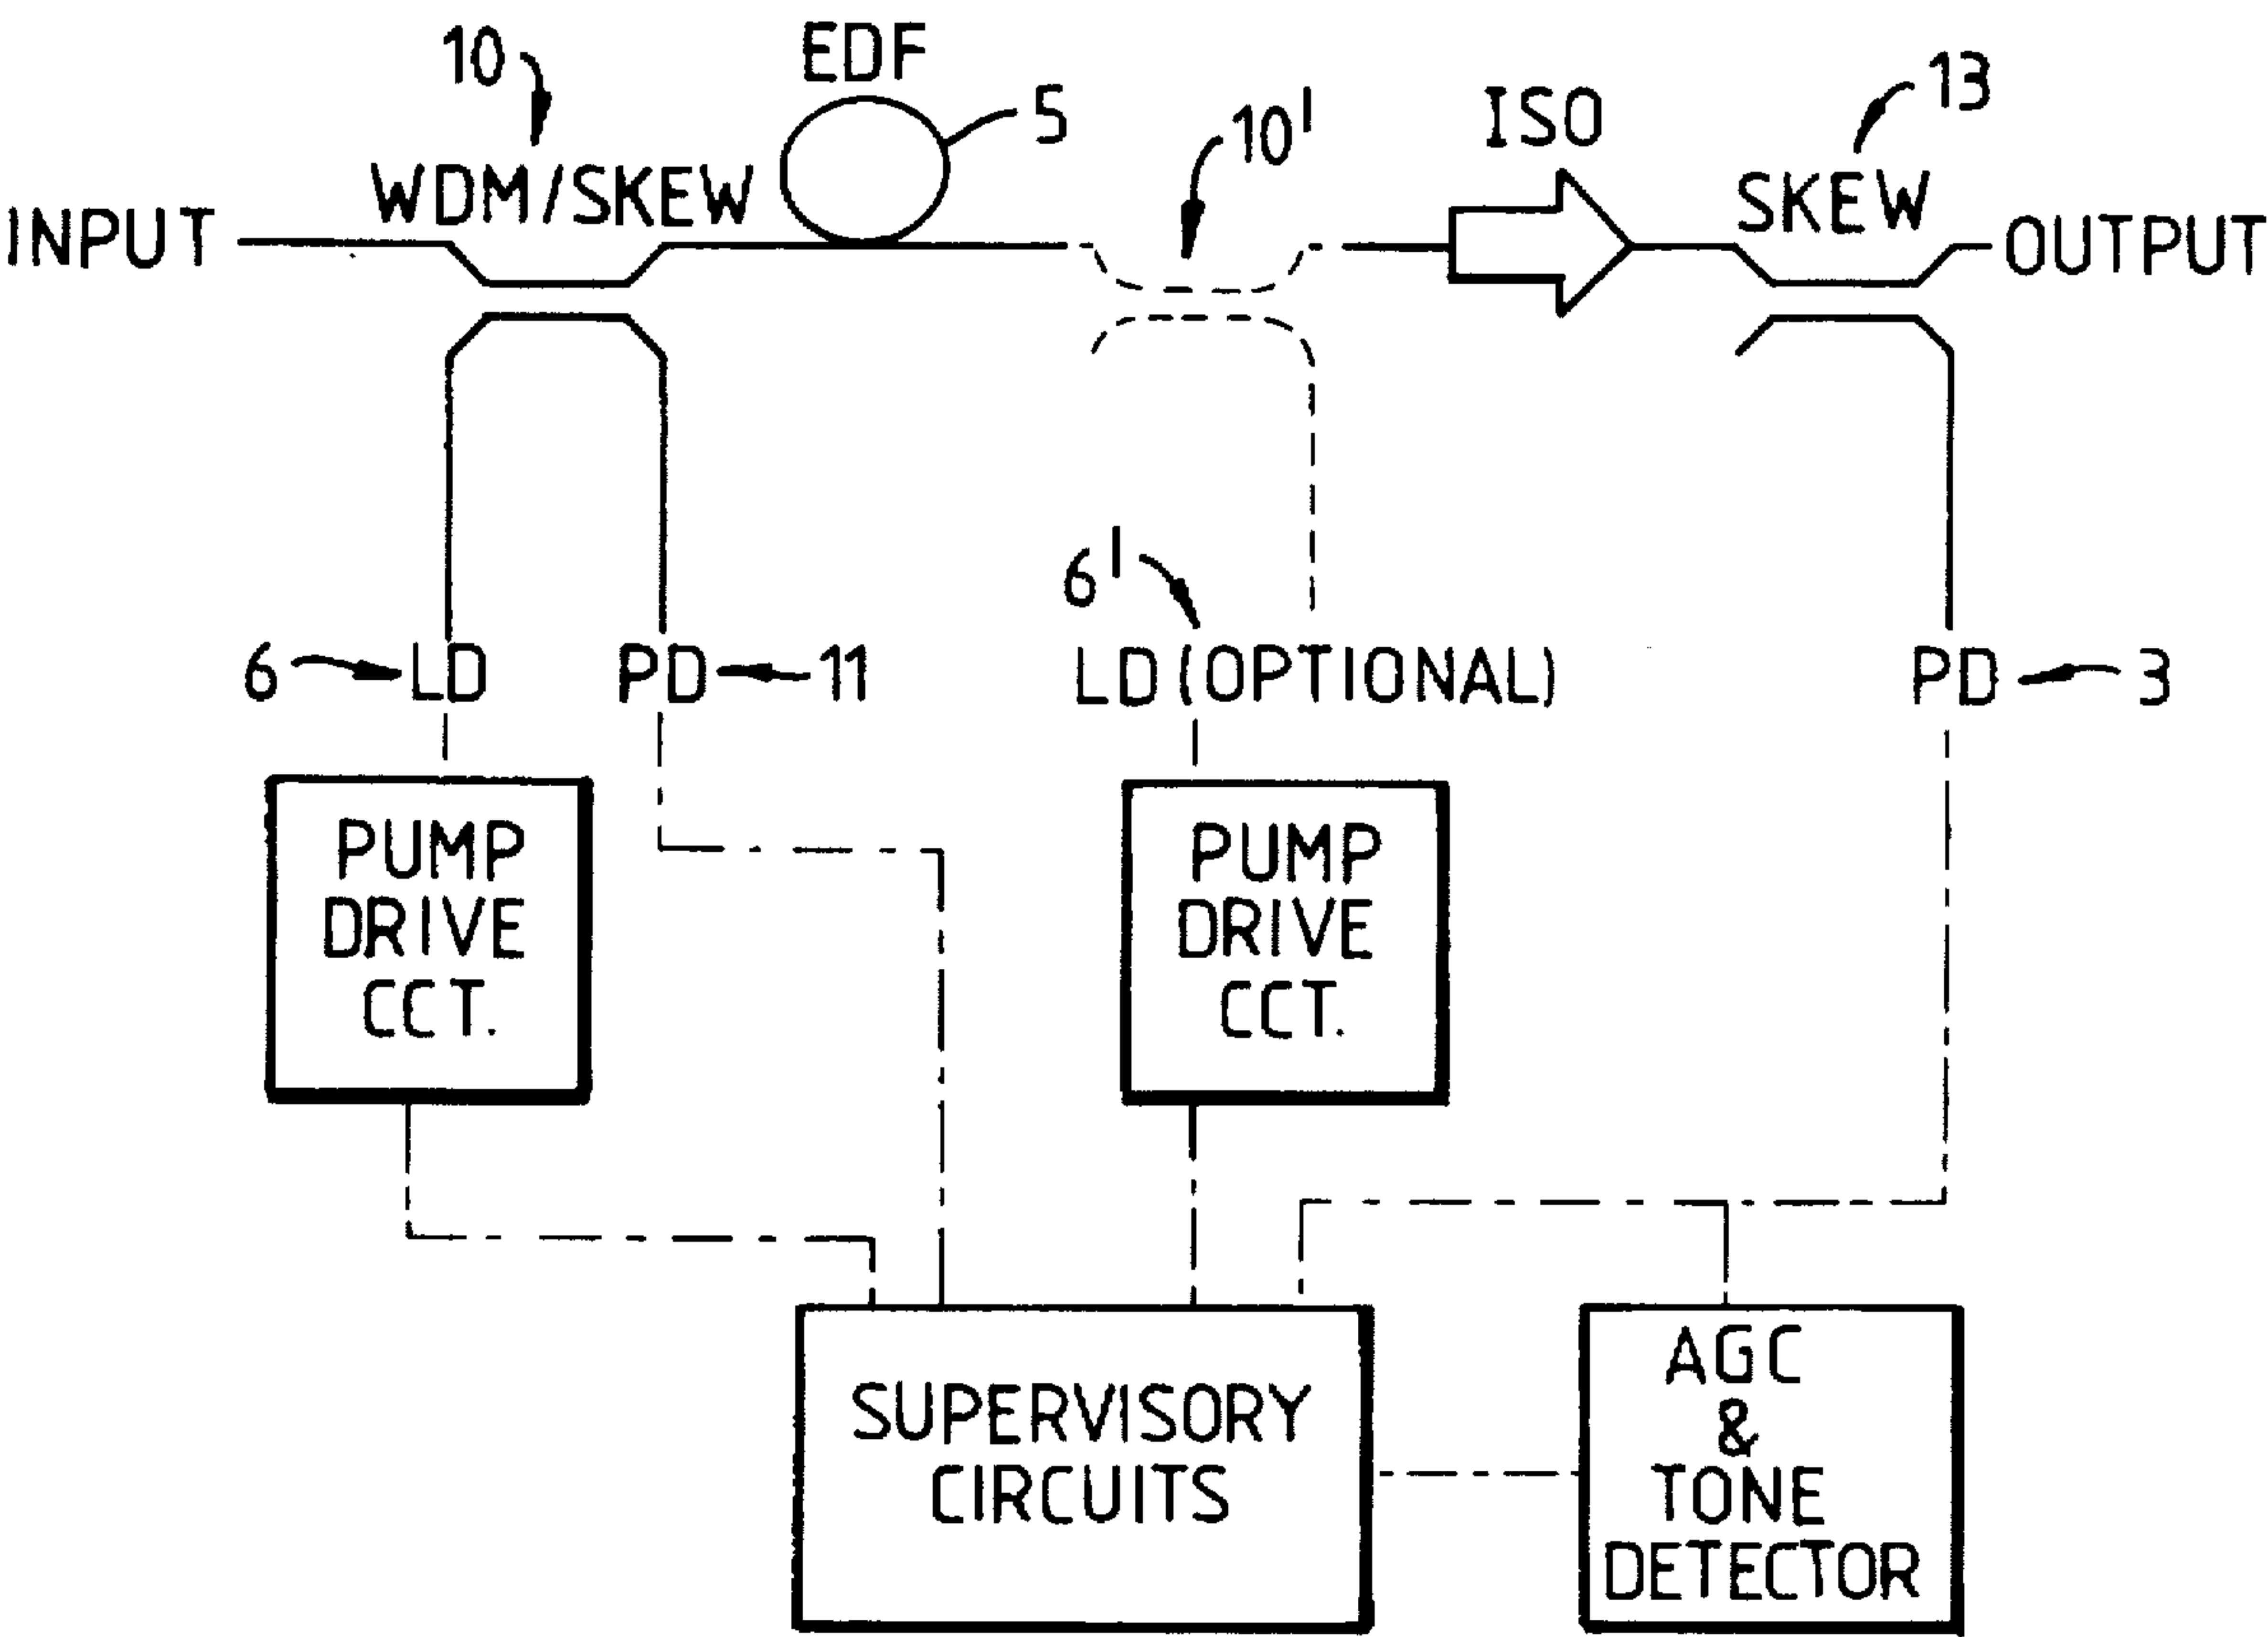 10
EDF
5
10'
ISO
13
WDM/SKEW
SKEW
INPUT
OUTPUT
6'
6
LD
PD
11
LD (OPTIONAL)
PD
3
PUMP
DRIVE
CCT.
PUMP
DRIVE
CCT.
SUPERVISORY
CIRCUITS
AGC
&
TONE
DETECTOR